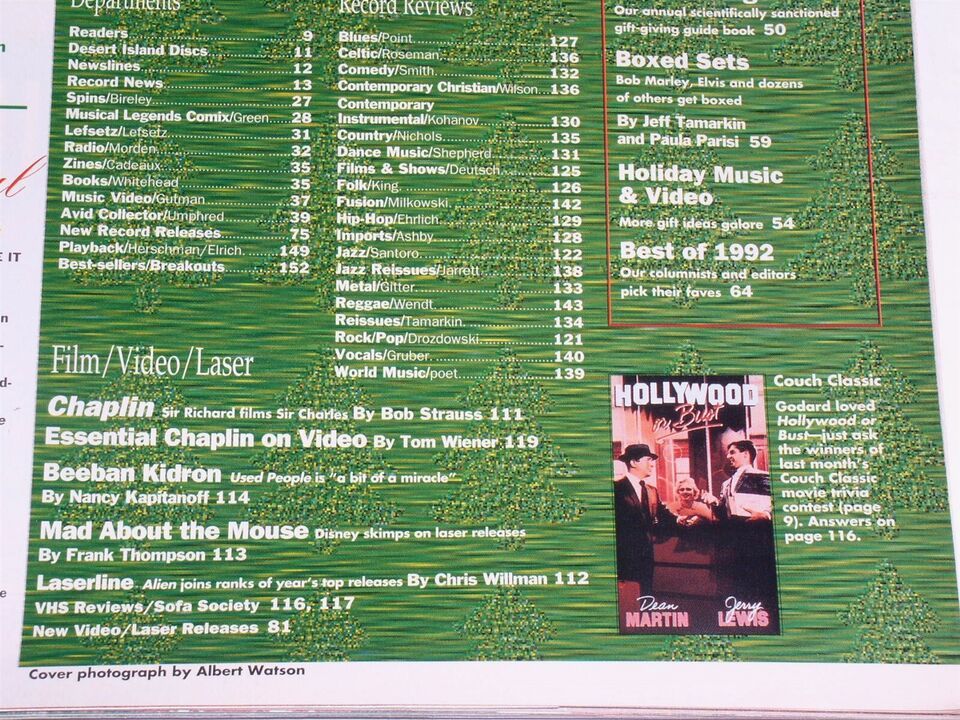 Departments
Readers 9
Desert Island Discs 11
Newslines 12
Record News 13
Spins/Bireley 27
Musical Legends Comix/Green 28
Lefsetz/Lefsetz 31
Radio/Morden 32
Zines/Cadeaux 35
Books/Whitehead 35
Music Video/Gutman 37
Avid Collector/Umphred 39
New Record Releases 75
Playback/Herschman/Elrich 149
Best-sellers/Breakouts 152
Record Reviews
Blues/Point 127
Celtic/Roseman 136
Comedy/Smith 132
Contemporary Christian/Wilson 136
Contemporary
Instrumental/Kohanov 130
Country/Nichols 135
Dance Music/Shepherd 131
Films & Shows/Deutsch 125
Folk/King 126
Fusion/Milkowski 142
Hip-Hop/Ehrlich 129
Imports/Ashby 128
Jazz/Santoro 122
Jazz Reissues/Jarrett 138
Metal/Gitter 133
Reggae/Wendt 143
Reissues/Tamarkin 134
Rock/Pop/Drozdowski 121
Vocals/Gruber 140
World Music/poet 139
Our annual scientifically sanctioned
gift-giving guide book 50
Boxed Sets
Bob Marley, Elvis and dozens
of others get boxed
By Jeff Tamarkin
and Paula Parisi 59
Holiday Music
& Video
More gift ideas galore 54
Best of 1992
Our columnists and editors
pick their faves 64
Film/Video/Laser
Chaplin Sir Richard films Sir Charles By Bob Strauss 111
Essential Chaplin on Video By Tom Wiener 119
Beeban Kidron Used People is "a bit of a miracle"
By Nancy Kapitanoff 114
Mad About the Mouse Disney skimps on laser releases
By Frank Thompson 113
Laserline Alien joins ranks of year's top releases By Chris Willman 112
VHS Reviews/Sofa Society 116, 117
New Video/Laser Releases 81
HOLLYWOOD
or Bust
Dean
MARTIN
Jerry
LEWIS
Couch Classic
Godard loved
Hollywood or
Bust—just ask
the winners of
last month's
Couch Classic
movie trivia
contest (page
9). Answers on
page 116.
Cover photograph by Albert Watson